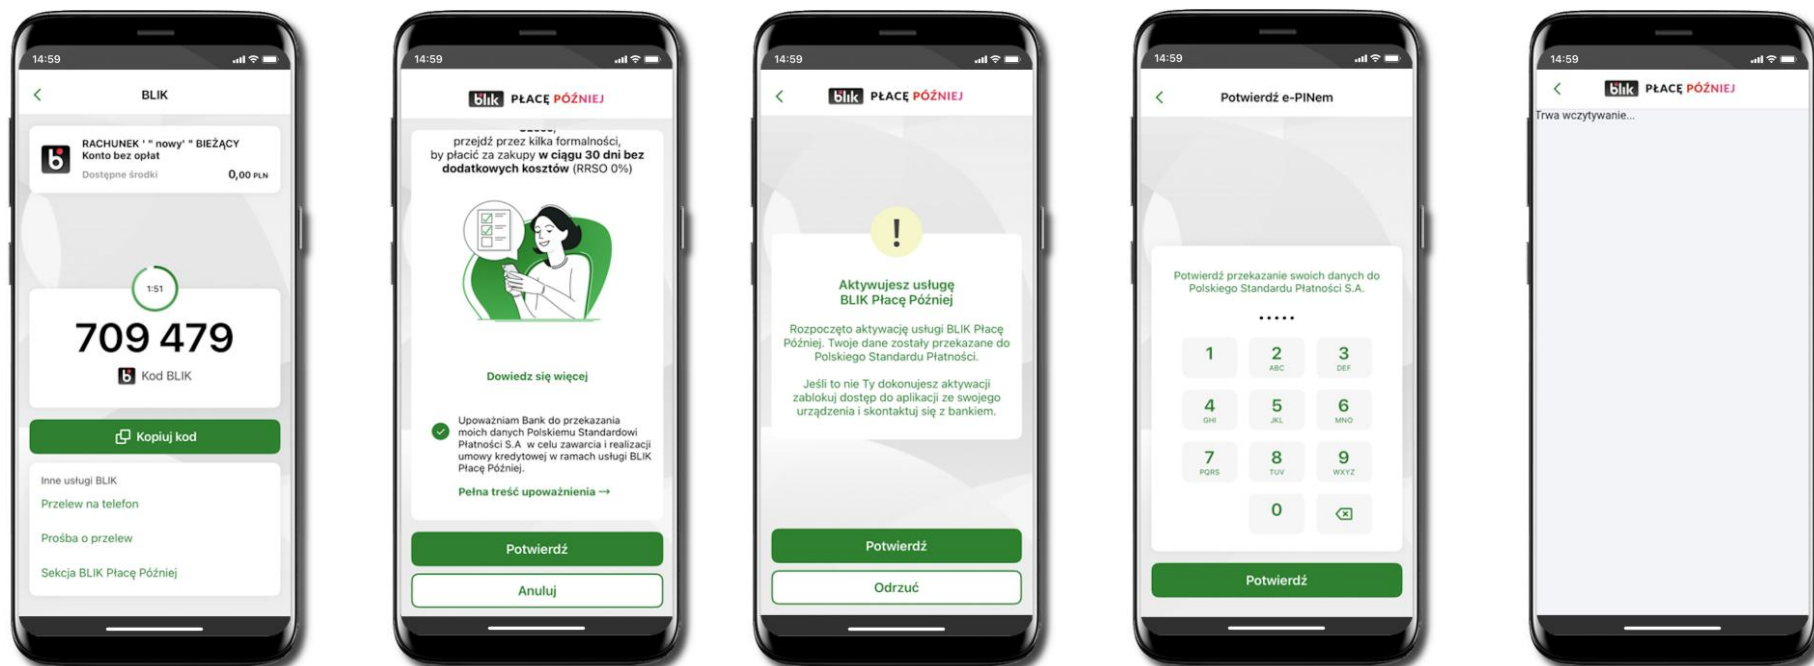 14:59
BLIK
RACHUNEK ' " nowy' " BIEŻĄCY
Konto bez opłat
Dostępne środki 0,00 PLN
1:51
709 479
Kod BLIK
Kopiuj kod
Inne usługi BLIK
Przelew na telefon
Prośba o przelew
Sekcja BLIK Płacę Później
14:59
blik PŁACĘ PÓŹNIEJ
przejdź przez kilka formalności,
by płacić za zakupy w ciągu 30 dni bez
dodatkowych kosztów (RRSO 0%)
Dowiedz się więcej
Upoważniam Bank do przekazania
moich danych Polskiemu Standardowi
Płatności S.A w celu zawarcia i realizacji
umowy kredytowej w ramach usługi BLIK
Płacę Później.
Pełna treść upoważnienia →
Potwierdź
Anuluj
14:59
blik PŁACĘ PÓŹNIEJ
!
Aktywujesz usługę
BLIK Płacę Później
Rozpoczęto aktywację usługi BLIK Płacę
Później. Twoje dane zostały przekazane do
Polskiego Standardu Płatności.
Jeśli to nie Ty dokonujesz aktywacji
zablokuj dostęp do aplikacji ze swojego
urządzenia i skontaktuj się z bankiem.
Potwierdź
Odrzuć
14:59
Potwierdź e-PINem
Potwierdź przekazanie swoich danych do
Polskiego Standardu Płatności S.A.
•••••
1 2 3
ABC DEF
4 5 6
GHI JKL MNO
7 8 9
PQRS TUV WXYZ
0
Potwierdź
14:59
blik PŁACĘ PÓŹNIEJ
Trwa wczytywanie...